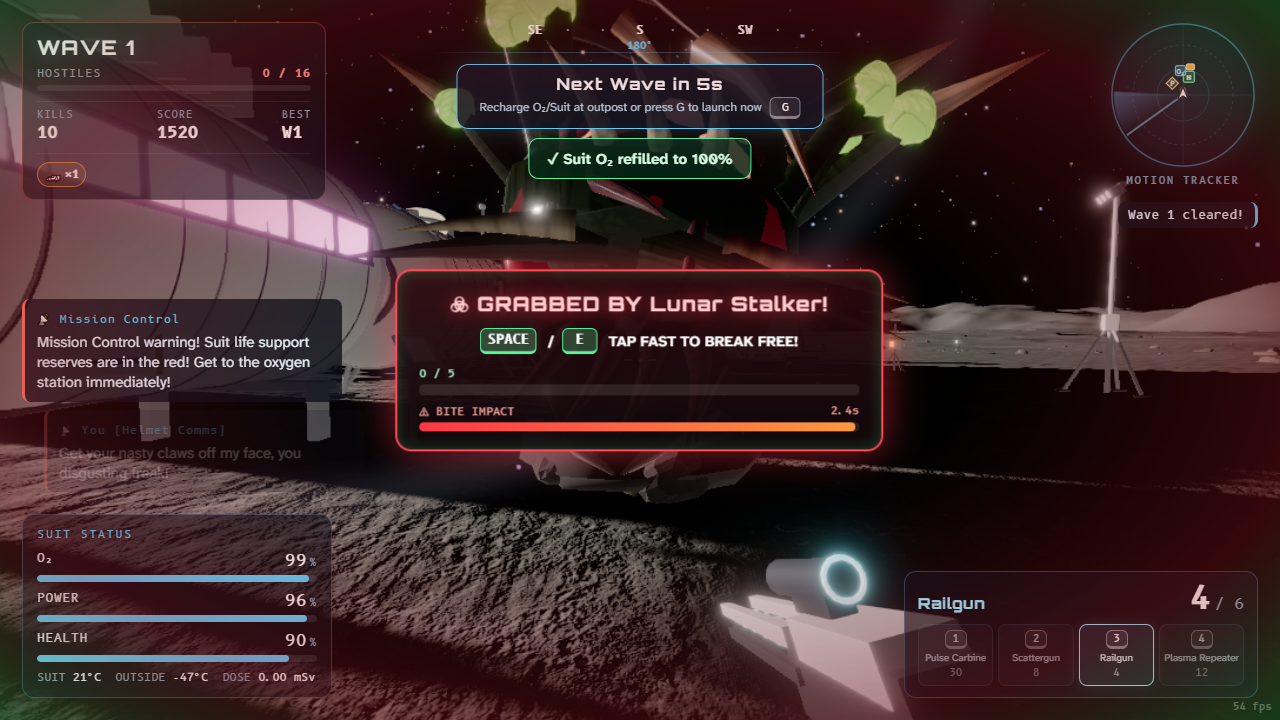 WAVE 1
HOSTILES 0 / 16
KILLS SCORE BEST
10 1520 W1
×1
SE S SW
180°
Next Wave in 5s
Recharge O₂/Suit at outpost or press G to launch now G
✓ Suit O₂ refilled to 100%
MOTION TRACKER
Wave 1 cleared!
GRABBED BY Lunar Stalker!
SPACE / E TAP FAST TO BREAK FREE!
0 / 5
⚠ BITE IMPACT 2.4s
Mission Control
Mission Control warning! Suit life support
reserves are in the red! Get to the oxygen
station immediately!
You [Helmet Comms]
Get your nasty claws off my face, you
disgusting freak!
SUIT STATUS
O₂ 99%
POWER 96%
HEALTH 90%
SUIT 21°C OUTSIDE -47°C DOSE 0.00 mSv
Railgun 4 / 6
1 2 3 4
Pulse Carbine Scattergun Railgun Plasma Repeater
30 8 4 12
54 fps